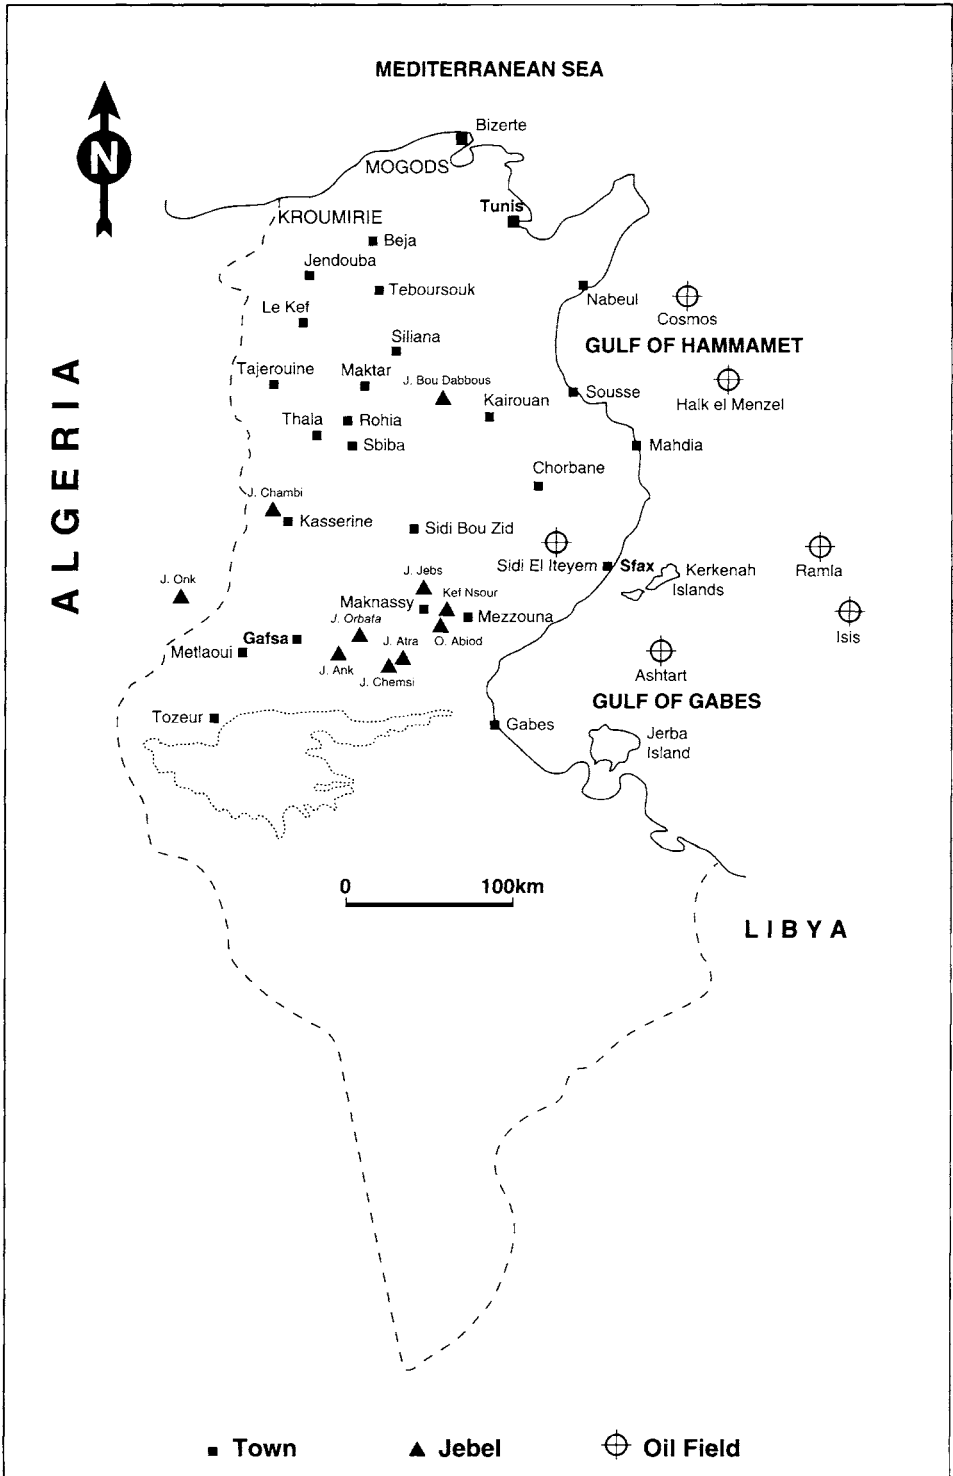 MEDITERRANEAN SEA
N
Bizerte
MOGODS
Tunis
KROUMIRIE
Beja
Jendouba
Teboursouk
Nabeul
Cosmos
Le Kef
Siliana
GULF OF HAMMAMET
Tajerouine
Maktar
J. Bou Dabbous
Kairouan
Sousse
Halk el Menzel
Thala
Rohia
Sbiba
Mahdia
ALGERIA
Chorbane
J. Chambi
Kasserine
Sidi Bou Zid
Sidi El Iteyem
Sfax
Kerkenah
Islands
Ramla
J. Onk
J. Jebs
Kef Nsour
Maknassy
Mezzouna
Isis
J. Orbata
O. Abiod
Gafsa
J. Atra
Metlaoui
J. Ank
J. Chemsi
Ashtart
GULF OF GABES
Tozeur
Gabes
Jerba
Island
0 100km
LIBYA
Town
Jebel
Oil Field